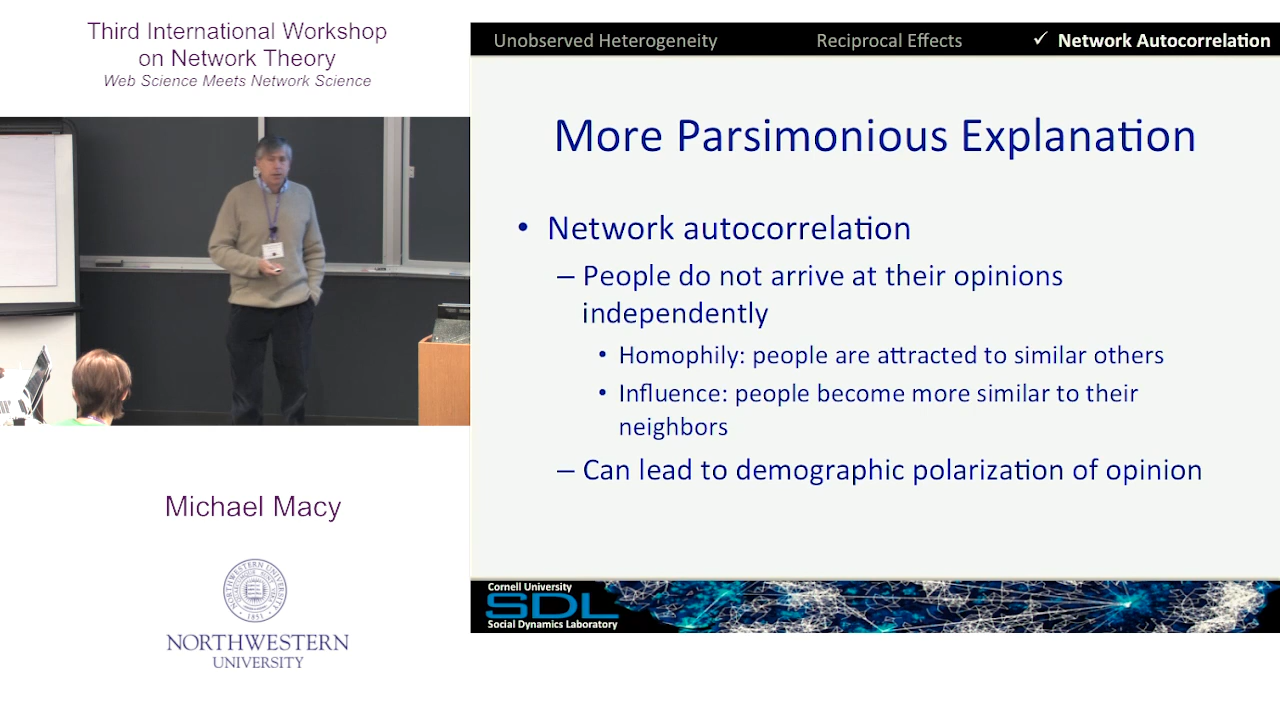 Third International Workshop
on Network Theory
Web Science Meets Network Science
Michael Macy
NORTHWESTERN UNIVERSITY
1851
NORTHWESTERN
UNIVERSITY
Unobserved Heterogeneity Reciprocal Effects ✓ Network Autocorrelation
More Parsimonious Explanation
• Network autocorrelation
– People do not arrive at their opinions
independently
• Homophily: people are attracted to similar others
• Influence: people become more similar to their
neighbors
– Can lead to demographic polarization of opinion
Cornell University
SDL
Social Dynamics Laboratory